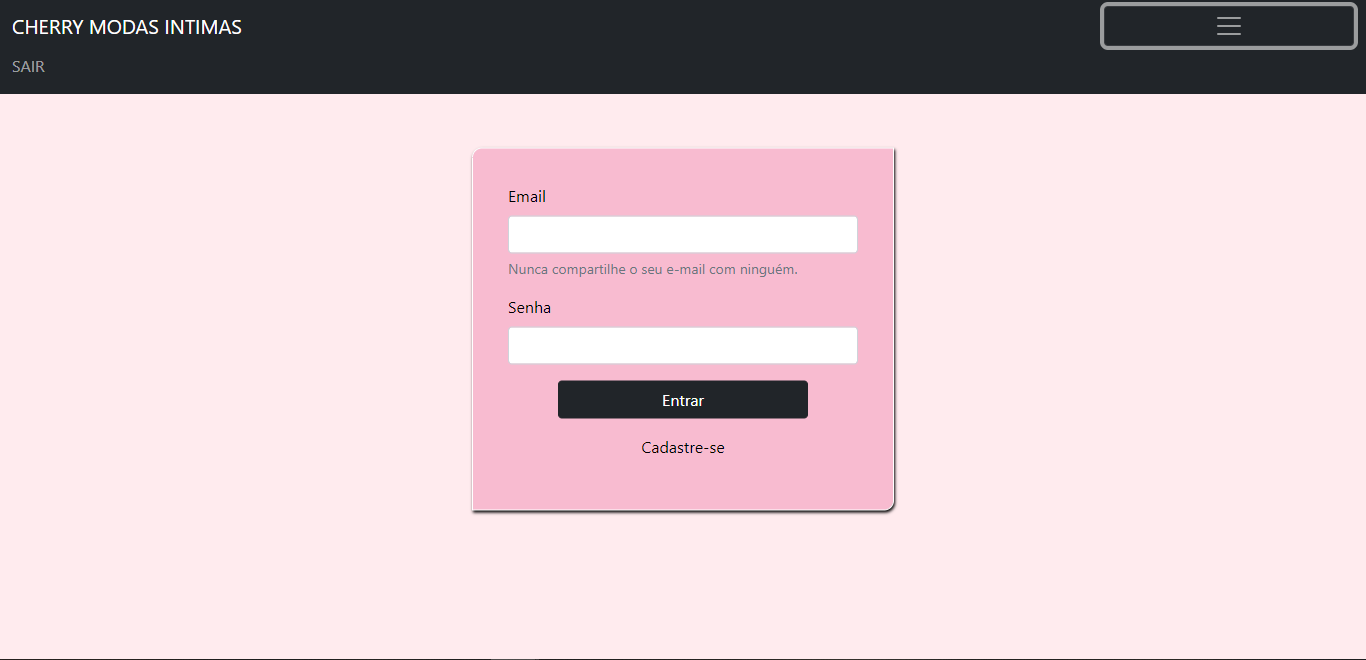 CHERRY MODAS INTIMAS
SAIR
Email
Nunca compartilhe o seu e-mail com ninguém.
Senha
Entrar
Cadastre-se